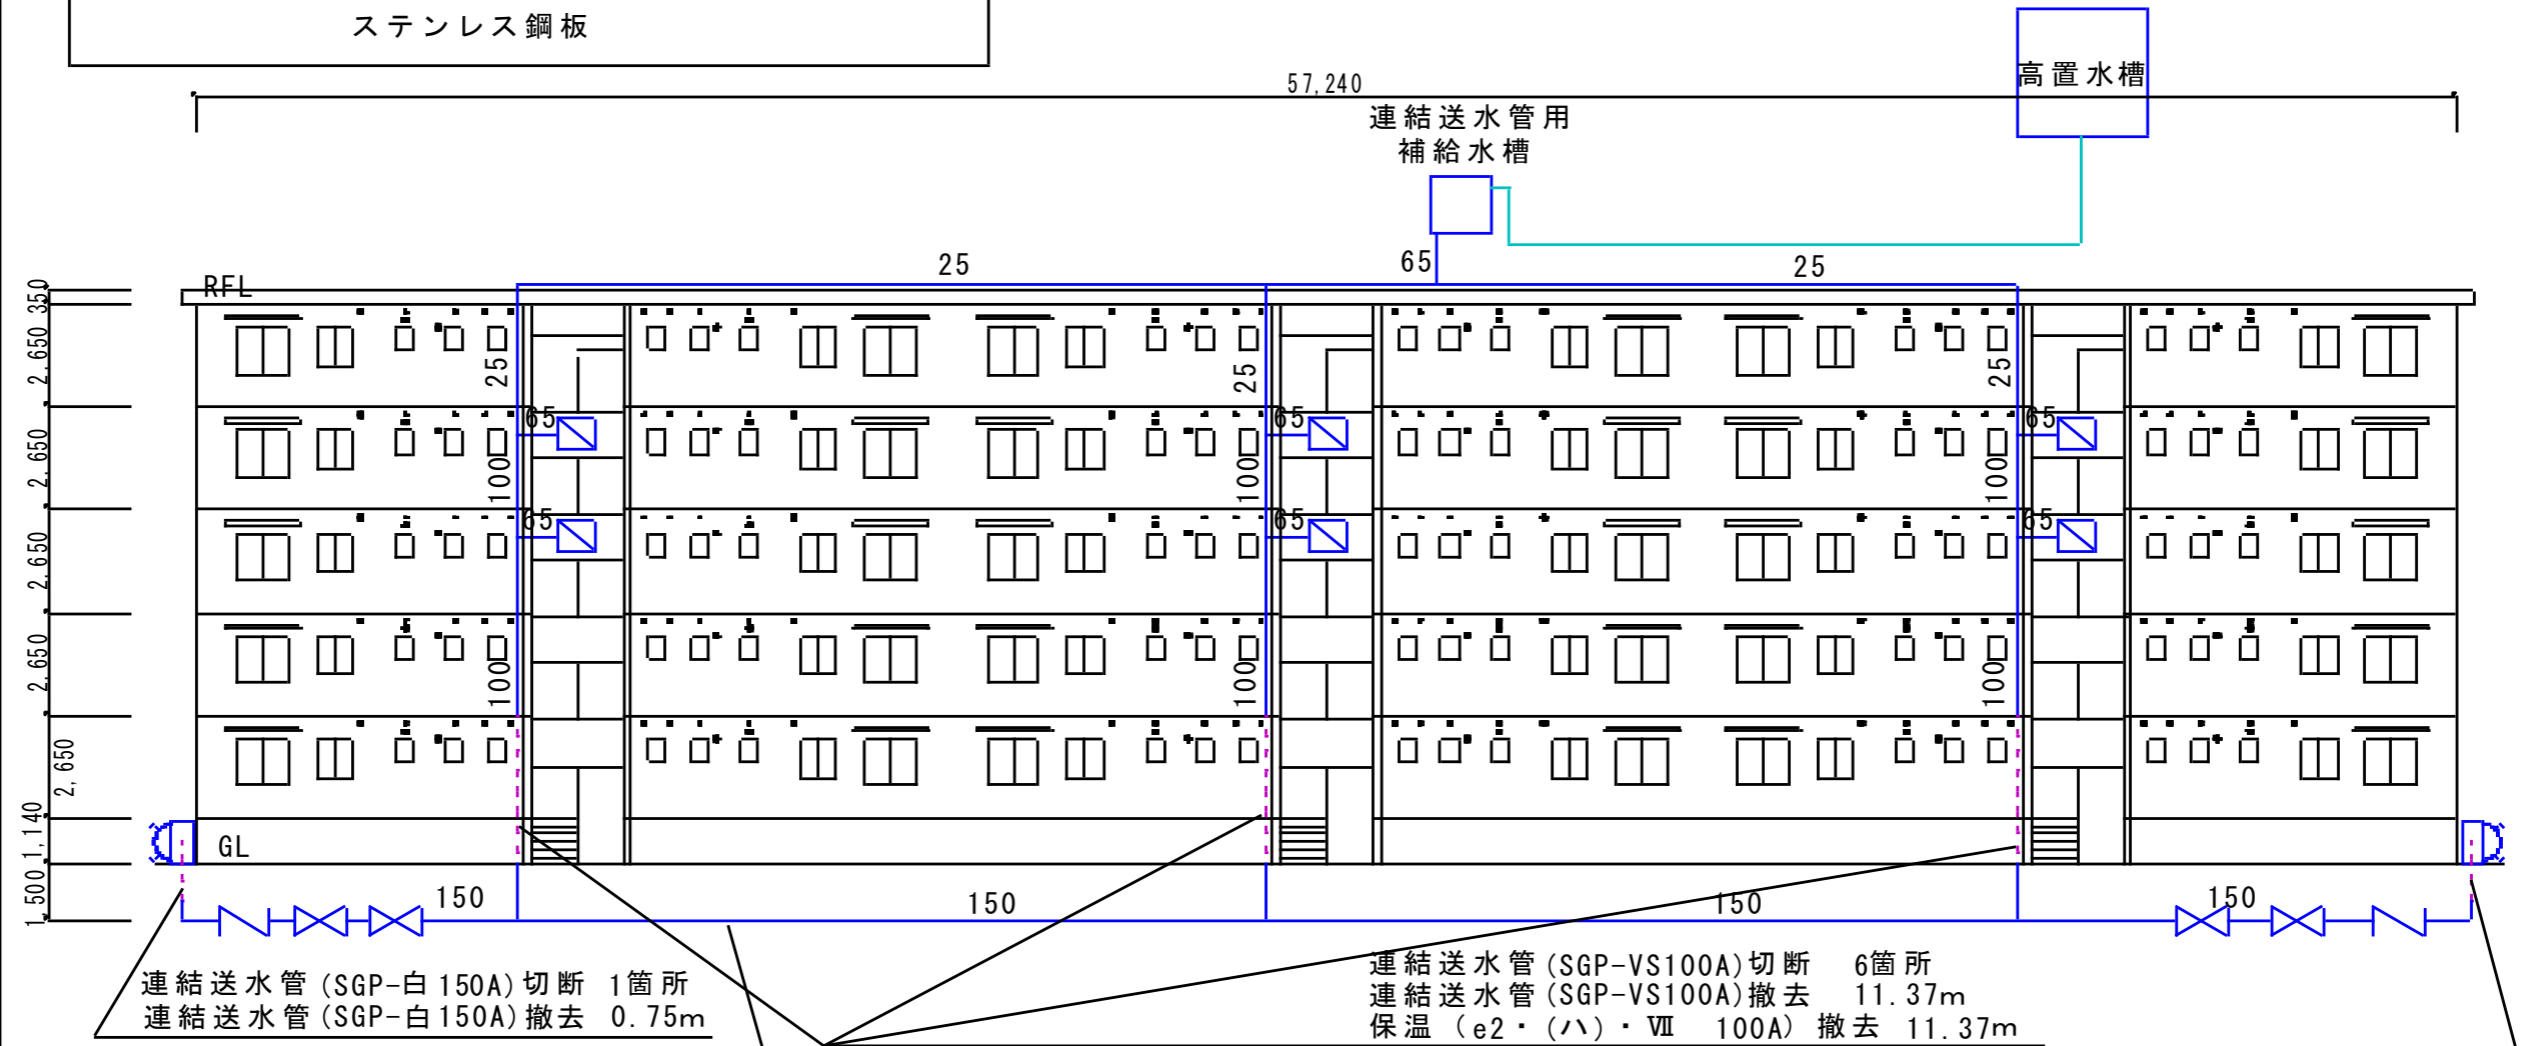 ステンレス鋼板
高置水槽
57,240
連結送水管用
補給水槽
65
25
25
RFL
350
2,650
25
25
25
65
65
65
2,650
100
100
100
65
65
65
2,650
2,650
100
100
100
2,650
1,140
GL
1,500
150
150
150
150
連結送水管(SGP-白150A)切断 1箇所
連結送水管(SGP-白150A)撤去 0.75m
連結送水管(SGP-VS100A)切断 6箇所
連結送水管(SGP-VS100A)撤去 11.37m
保温(e2・(ハ)・Ⅶ 100A)撤去 11.37m